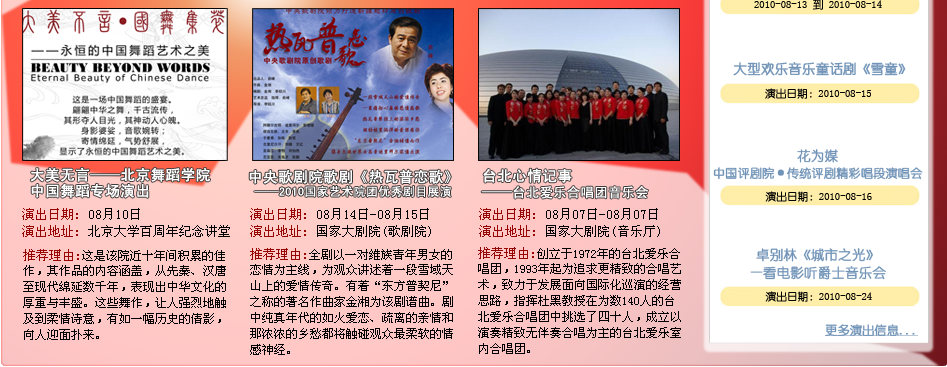 大美不言●國舞集萃
——永恒的中国舞蹈艺术之美
BEAUTY BEYOND WORDS
Eternal Beauty of Chinese Dance
这是一场中国舞蹈的盛宴。
翩翩中华之舞，千古流传，
其形夺人目光，其神动人心魄。
身影婆娑，音歌婉转；
寄情绵延，气势舒展，
显示了永恒的中国舞蹈艺术之美。
大美无言——北京舞蹈学院
中国舞蹈专场演出
演出日期: 08月10日
演出地址: 北京大学百周年纪念讲堂
推荐理由:这是该院近十年间积累的佳
作，其作品的内容涵盖，从先秦、汉唐
至现代绵延数千年，表现出中华文化的
厚重与丰盛。这些舞作，让人强烈地触
及到柔情诗意，有如一幅历史的倩影，
向人迎面扑来。
热瓦普恋歌
中央歌剧院原创歌剧
中央歌剧院歌剧《热瓦普恋歌》
——2010国家艺术院团优秀剧目展演
演出日期: 08月14日-08月15日
演出地址: 国家大剧院(歌剧院)
推荐理由:全剧以一对维族青年男女的
恋情为主线，为观众讲述着一段雪域天
山上的爱情传奇。有着“东方普契尼”
之称的著名作曲家金湘为该剧谱曲。剧
中纯真年代的如火爱恋、疏离的亲情和
那浓浓的乡愁都将触碰观众最柔软的情
感神经。
台北心情记事
——台北爱乐合唱团音乐会
演出日期: 08月07日-08月07日
演出地址: 国家大剧院(音乐厅)
推荐理由:创立于1972年的台北爱乐合
唱团，1993年起为追求更精致的合唱艺
术，致力于发展面向国际化巡演的经营
思路，指挥杜黑教授在为数140人的台
北爱乐合唱团中挑选了四十人，成立以
演奏精致无伴奏合唱为主的台北爱乐室
内合唱团。
2010-08-13 到 2010-08-14
大型欢乐音乐童话剧《雪童》
演出日期: 2010-08-15
花为媒
中国评剧院●传统评剧精彩唱段演唱会
演出日期: 2010-08-16
卓别林《城市之光》
—看电影听爵士音乐会
演出日期: 2010-08-24
更多演出信息...